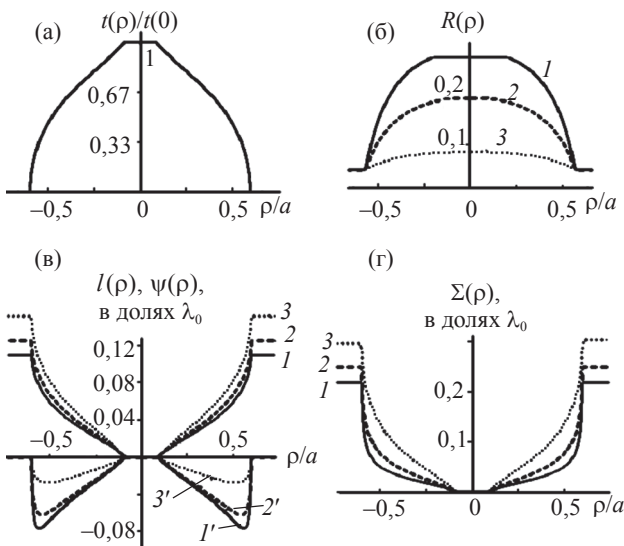 (а)
t(ρ)/t(0)
1
0,67
0,33
–0,5
0
0,5
ρ/a
(б)
R(ρ)
1
0,2
2
0,1
3
–0,5
0
0,5
ρ/a
(в)
l(ρ), ψ(ρ),
в долях λ₀
3
0,12
2
1
0,08
0,04
–0,5
0,5
ρ/a
3′
2′
–0,08
1′
(г)
Σ(ρ),
в долях λ₀
3
2
0,2
1
0,1
–0,5
0
0,5
ρ/a